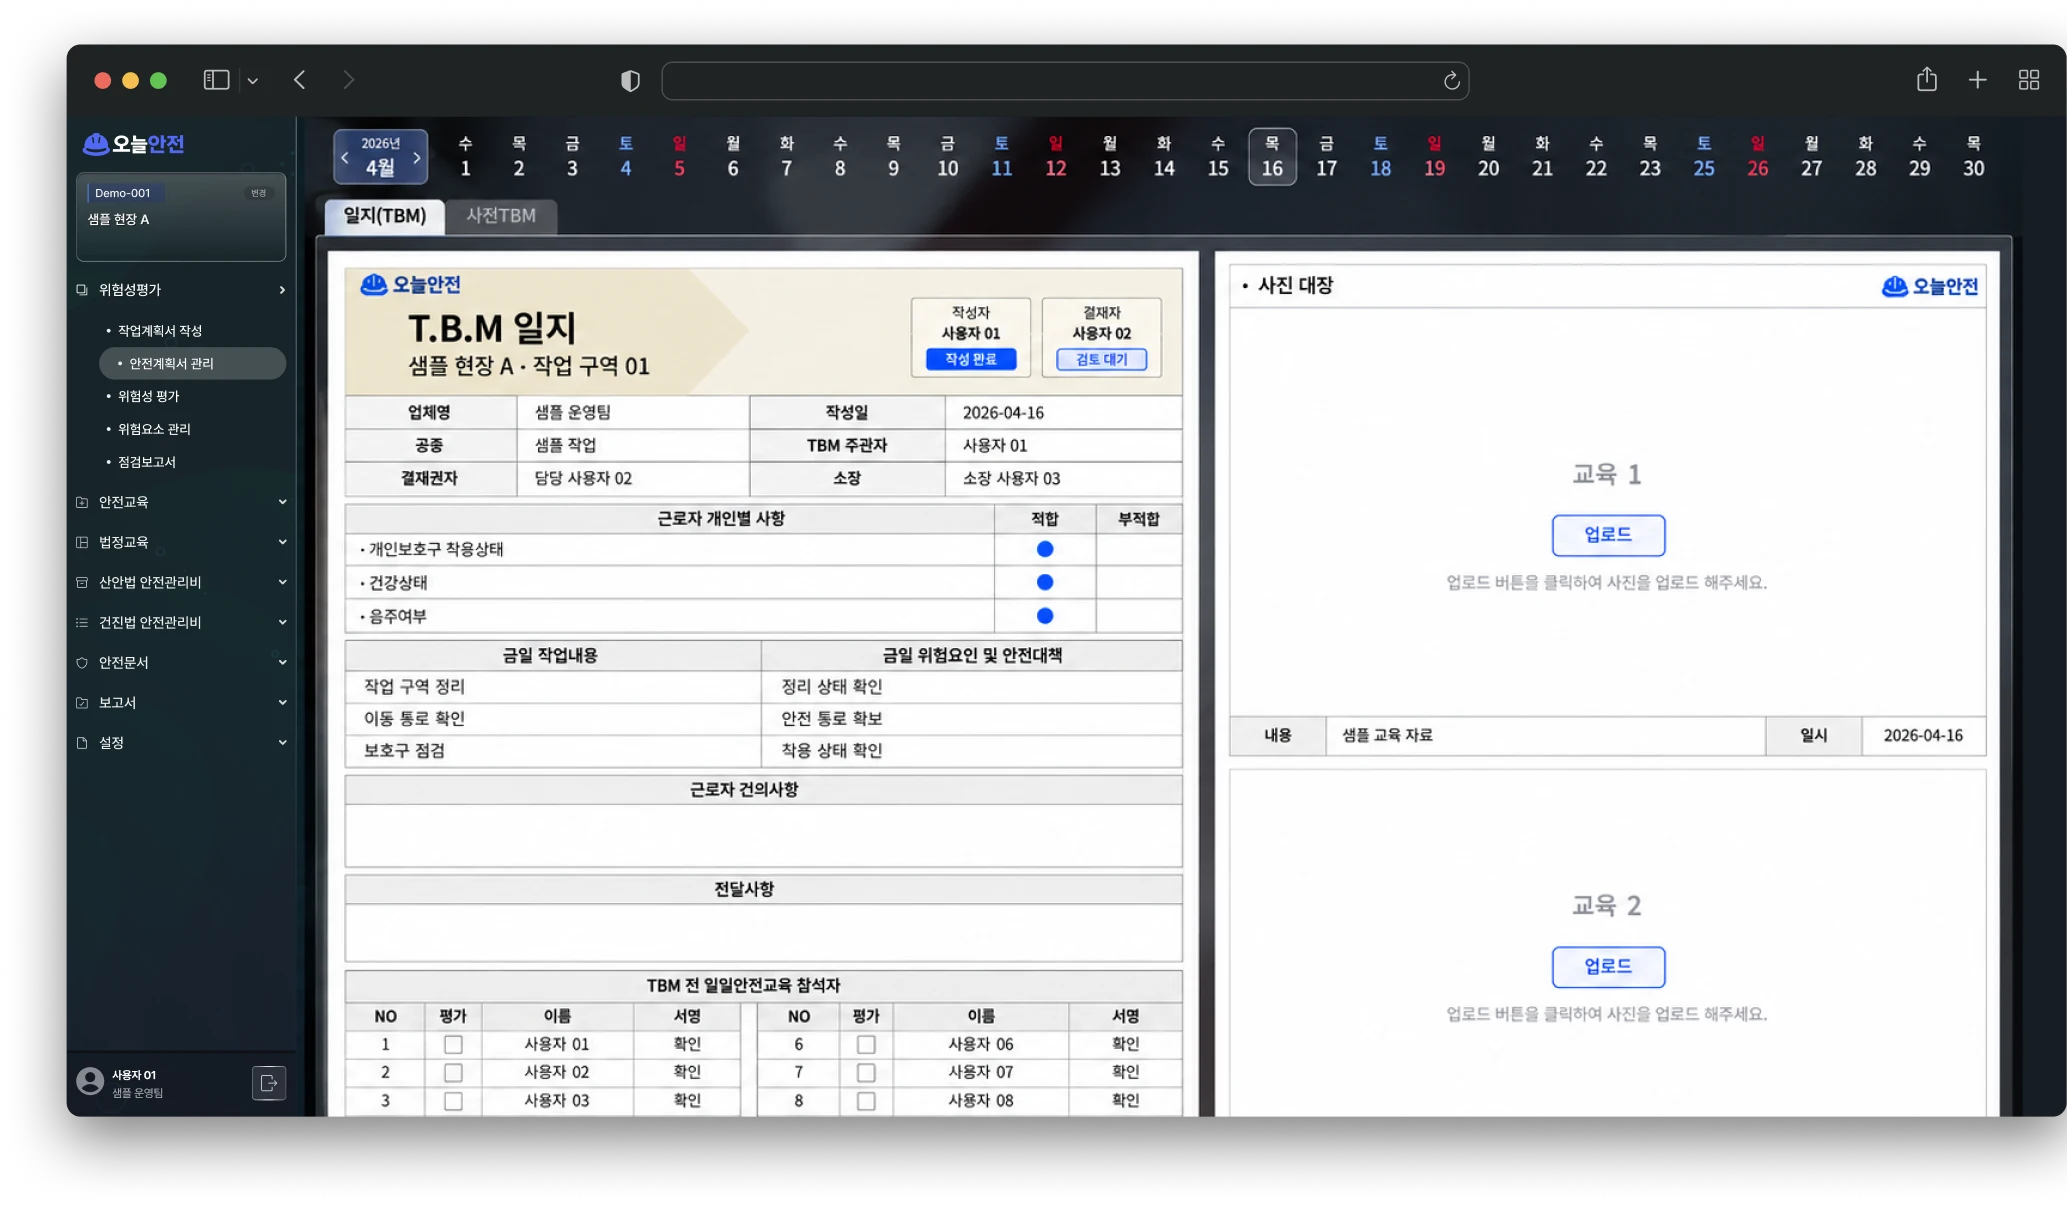 오늘안전
Demo-001
변경
샘플 현장 A
위험성평가
• 작업계획서 작성
• 안전계획서 관리
• 위험성 평가
• 위험요소 관리
• 점검보고서
안전교육
법정교육
산안법 안전관리비
건진법 안전관리비
안전문서
보고서
설정
사용자 01
샘플 운영팀
2026년
4월
수 목 금 토 일 월 화 수 목 금 토 일 월 화 수 목 금 토 일 월 화 수 목 금 토 일 월 화 수 목
1 2 3 4 5 6 7 8 9 10 11 12 13 14 15 16 17 18 19 20 21 22 23 24 25 26 27 28 29 30
일지(TBM) 사전TBM
오늘안전
T.B.M 일지
샘플 현장 A · 작업 구역 01
작성자
사용자 01
작성 완료
결재자
사용자 02
검토 대기
업체명 샘플 운영팀 작성일 2026-04-16
공종 샘플 작업 TBM 주관자 사용자 01
결재권자 담당 사용자 02 소장 소장 사용자 03
근로자 개인별 사항 적합 부적합
· 개인보호구 착용상태
· 건강상태
· 음주여부
금일 작업내용 금일 위험요인 및 안전대책
작업 구역 정리 정리 상태 확인
이동 통로 확인 안전 통로 확보
보호구 점검 착용 상태 확인
근로자 건의사항
전달사항
TBM 전 일일안전교육 참석자
NO 평가 이름 서명 NO 평가 이름 서명
1 사용자 01 확인 6 사용자 06 확인
2 사용자 02 확인 7 사용자 07 확인
3 사용자 03 확인 8 사용자 08 확인
• 사진 대장
오늘안전
교육 1
업로드
업로드 버튼을 클릭하여 사진을 업로드 해주세요.
내용 샘플 교육 자료 일시 2026-04-16
교육 2
업로드
업로드 버튼을 클릭하여 사진을 업로드 해주세요.